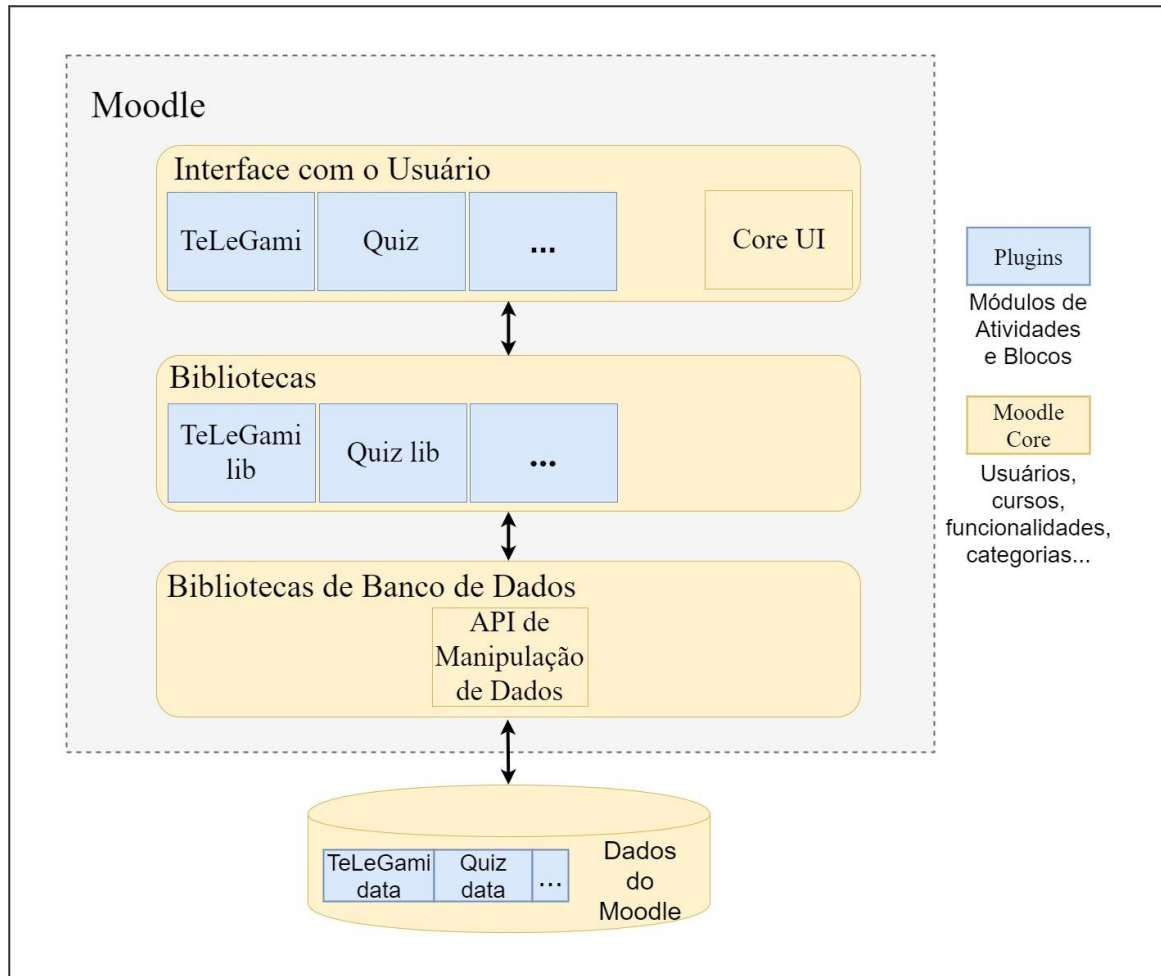 Moodle
Interface com o Usuário
TeLeGami
Quiz
...
Core UI
Plugins
Módulos de
Atividades
e Blocos
Bibliotecas
TeLeGami
lib
Quiz lib
...
Moodle
Core
Usuários,
cursos,
funcionalidades,
categorias...
Bibliotecas de Banco de Dados
API de
Manipulação
de Dados
TeLeGami
data
Quiz
data
...
Dados
do
Moodle